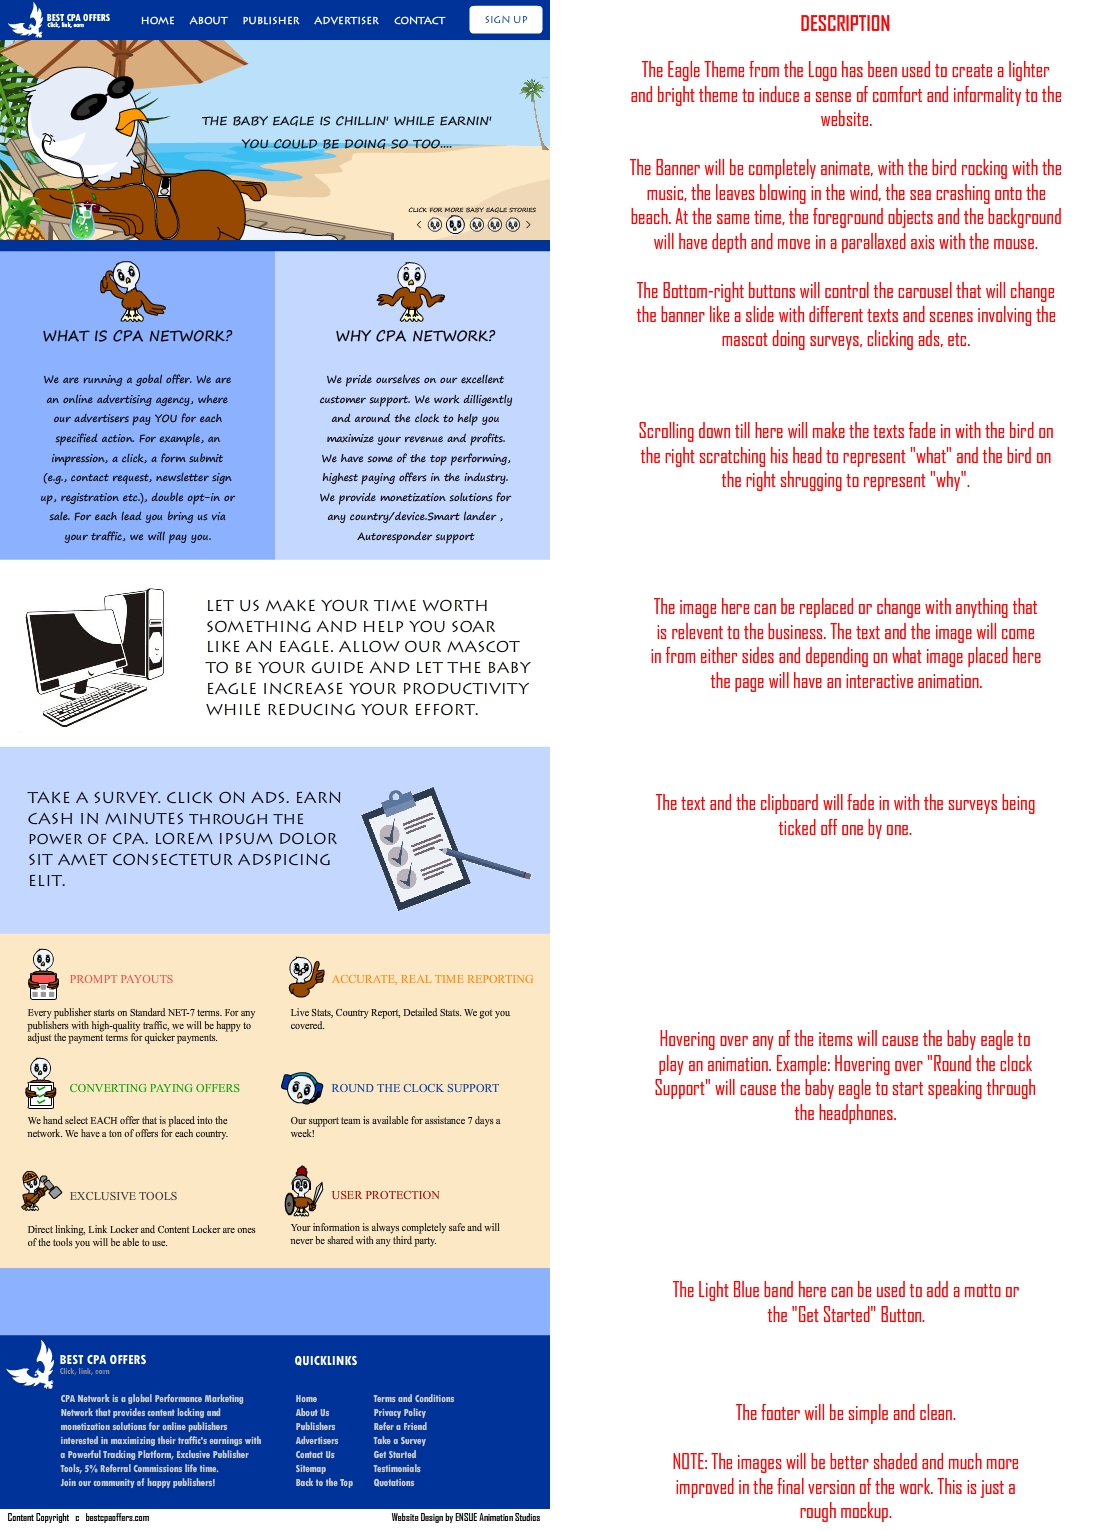 BEST CPA OFFERS
Click, link, earn
HOME ABOUT PUBLISHER ADVERTISER CONTACT
SIGN UP
THE BABY EAGLE IS CHILLIN' WHILE EARNIN'
YOU COULD BE DOING SO TOO....
CLICK FOR MORE BABY EAGLE STORIES
WHAT IS CPA NETWORK?
We are running a gobal offer. We are
an online advertising agency, where
our advertisers pay YOU for each
specified action. For example, an
impression, a click, a form submit
(e.g., contact request, newsletter sign
up, registration etc.), double opt-in or
sale. For each lead you bring us via
your traffic, we will pay you.
WHY CPA NETWORK?
We pride ourselves on our excellent
customer support. We work dilligently
and around the clock to help you
maximize your revenue and profits.
We have some of the top performing,
highest paying offers in the industry.
We provide monetization solutions for
any country/device.Smart lander ,
Autoresponder support
LET US MAKE YOUR TIME WORTH
SOMETHING AND HELP YOU SOAR
LIKE AN EAGLE. ALLOW OUR MASCOT
TO BE YOUR GUIDE AND LET THE BABY
EAGLE INCREASE YOUR PRODUCTIVITY
WHILE REDUCING YOUR EFFORT.
TAKE A SURVEY. CLICK ON ADS. EARN
CASH IN MINUTES THROUGH THE
POWER OF CPA. LOREM IPSUM DOLOR
SIT AMET CONSECTETUR ADSPICING
ELIT.
PROMPT PAYOUTS
Every publisher starts on Standard NET-7 terms. For any
publishers with high-quality traffic, we will be happy to
adjust the payment terms for quicker payments.
ACCURATE, REAL TIME REPORTING
Live Stats, Country Report, Detailed Stats. We got you
covered.
CONVERTING PAYING OFFERS
We hand select EACH offer that is placed into the
network. We have a ton of offers for each country.
ROUND THE CLOCK SUPPORT
Our support team is available for assistance 7 days a
week!
EXCLUSIVE TOOLS
Direct linking, Link Locker and Content Locker are ones
of the tools you will be able to use.
USER PROTECTION
Your information is always completely safe and will
never be shared with any third party.
BEST CPA OFFERS
Click, link, earn
CPA Network is a global Performance Marketing
Network that provides content locking and
monetization solutions for online publishers
interested in maximizing their traffic's earnings with
a Powerful Tracking Platform, Exclusive Publisher
Tools, 5% Referral Commissions life time.
Join our community of happy publishers!
QUICKLINKS
Home
About Us
Publishers
Advertisers
Contact Us
Sitemap
Back to the Top
Terms and Conditions
Privacy Policy
Refer a Friend
Take a Survey
Get Started
Testimonials
Quotations
Content Copyright c bestcpaoffers.com
Website Design by ENSUE Animation Studios
DESCRIPTION
The Eagle Theme from the Logo has been used to create a lighter
and bright theme to induce a sense of comfort and informality to the
website.
The Banner will be completely animate, with the bird rocking with the
music, the leaves blowing in the wind, the sea crashing onto the
beach. At the same time, the foreground objects and the background
will have depth and move in a parallaxed axis with the mouse.
The Bottom-right buttons will control the carousel that will change
the banner like a slide with different texts and scenes involving the
mascot doing surveys, clicking ads, etc.
Scrolling down till here will make the texts fade in with the bird on
the right scratching his head to represent "what" and the bird on
the right shrugging to represent "why".
The image here can be replaced or change with anything that
is relevent to the business. The text and the image will come
in from either sides and depending on what image placed here
the page will have an interactive animation.
The text and the clipboard will fade in with the surveys being
ticked off one by one.
Hovering over any of the items will cause the baby eagle to
play an animation. Example: Hovering over "Round the clock
Support" will cause the baby eagle to start speaking through
the headphones.
The Light Blue band here can be used to add a motto or
the "Get Started" Button.
The footer will be simple and clean.
NOTE: The images will be better shaded and much more
improved in the final version of the work. This is just a
rough mockup.